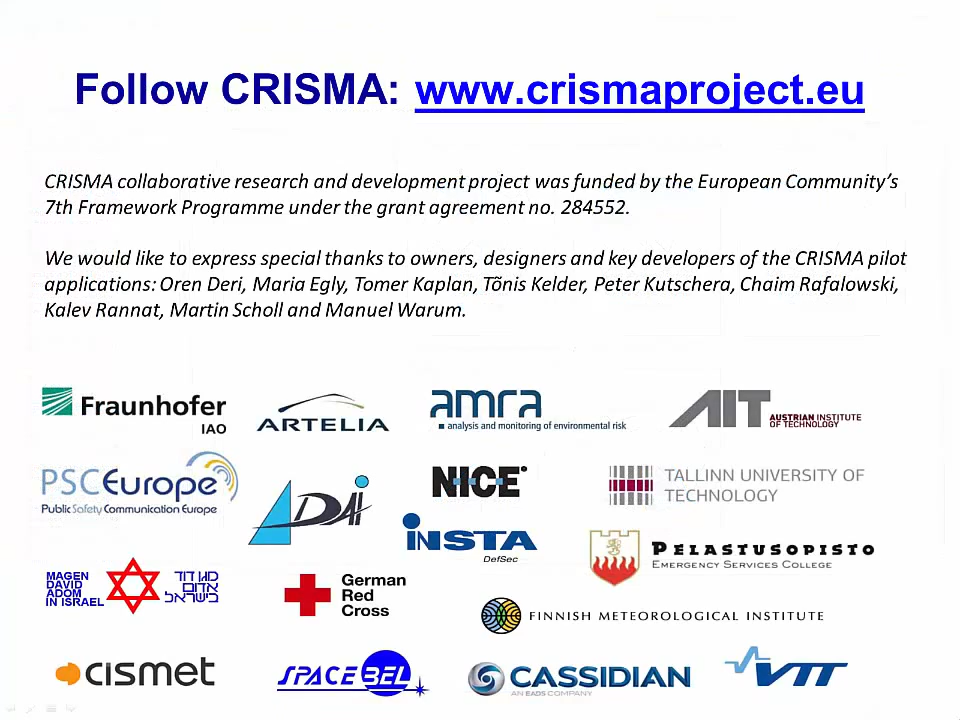 Follow CRISMA: www.crismaproject.eu
CRISMA collaborative research and development project was funded by the European Community's
7th Framework Programme under the grant agreement no. 284552.
We would like to express special thanks to owners, designers and key developers of the CRISMA pilot
applications: Oren Deri, Maria Egly, Tomer Kaplan, Tõnis Kelder, Peter Kutschera, Chaim Rafalowski,
Kalev Rannat, Martin Scholl and Manuel Warum.
Fraunhofer
IAO
ARTELIA
amra
analysis and monitoring of environmental risk
AIT
AUSTRIAN INSTITUTE
OF TECHNOLOGY
PSCEurope
Public Safety Communication Europe
ADAI
NICE
TALLINN UNIVERSITY OF
TECHNOLOGY
INSTA
DefSec
PELASTUSOPISTO
EMERGENCY SERVICES COLLEGE
MAGEN
DAVID
ADOM
IN ISRAEL
מגן דוד
אדום
בישראל
German
Red
Cross
FINNISH METEOROLOGICAL INSTITUTE
cismet
SPACEBEL
CASSIDIAN
AN EADS COMPANY
VTT